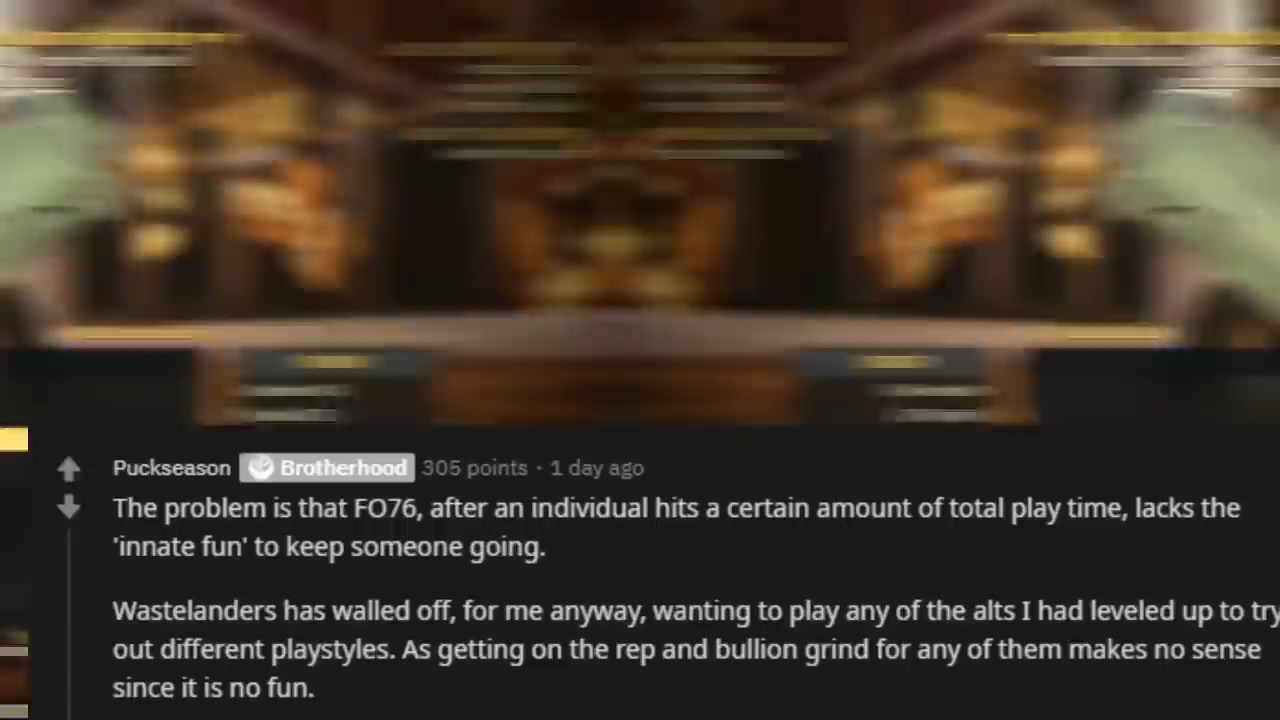 Puckseason Brotherhood 305 points · 1 day ago
The problem is that FO76, after an individual hits a certain amount of total play time, lacks the
'innate fun' to keep someone going.
Wastelanders has walled off, for me anyway, wanting to play any of the alts I had leveled up to try
out different playstyles. As getting on the rep and bullion grind for any of them makes no sense
since it is no fun.